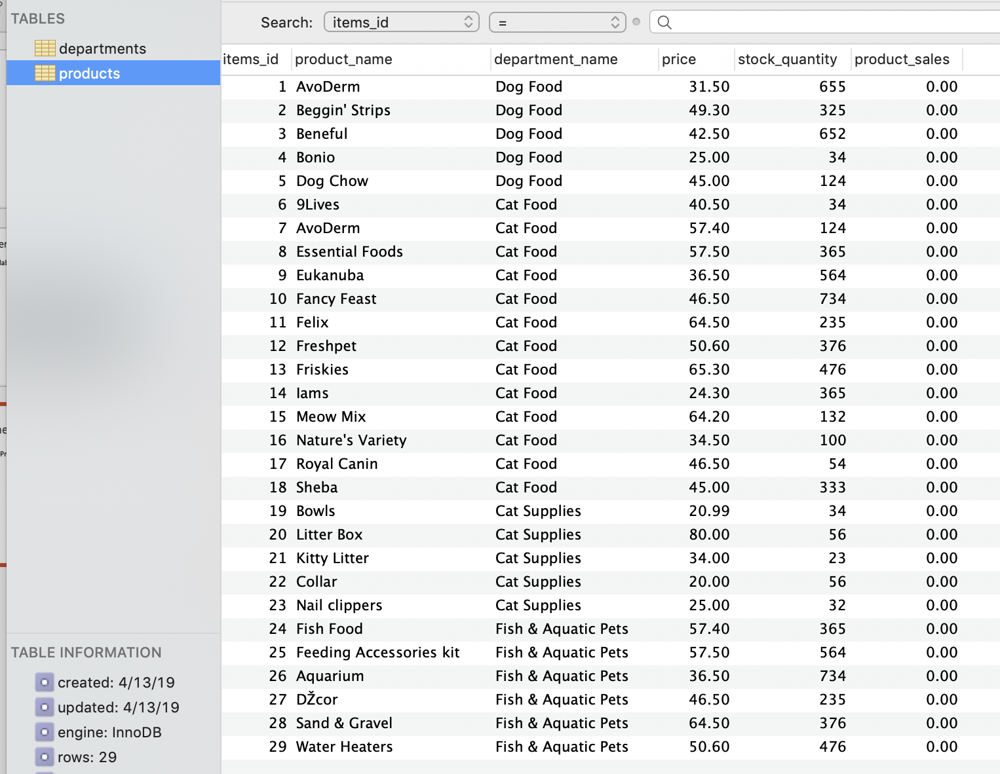 TABLES
departments
products
TABLE INFORMATION
created: 4/13/19
updated: 4/13/19
engine: InnoDB
rows: 29
Search: items_id =
items_id product_name department_name price stock_quantity product_sales
1 AvoDerm Dog Food 31.50 655 0.00
2 Beggin' Strips Dog Food 49.30 325 0.00
3 Beneful Dog Food 42.50 652 0.00
4 Bonio Dog Food 25.00 34 0.00
5 Dog Chow Dog Food 45.00 124 0.00
6 9Lives Cat Food 40.50 34 0.00
7 AvoDerm Cat Food 57.40 124 0.00
8 Essential Foods Cat Food 57.50 365 0.00
9 Eukanuba Cat Food 36.50 564 0.00
10 Fancy Feast Cat Food 46.50 734 0.00
11 Felix Cat Food 64.50 235 0.00
12 Freshpet Cat Food 50.60 376 0.00
13 Friskies Cat Food 65.30 476 0.00
14 Iams Cat Food 24.30 365 0.00
15 Meow Mix Cat Food 64.20 132 0.00
16 Nature's Variety Cat Food 34.50 100 0.00
17 Royal Canin Cat Food 46.50 54 0.00
18 Sheba Cat Food 45.00 333 0.00
19 Bowls Cat Supplies 20.99 34 0.00
20 Litter Box Cat Supplies 80.00 56 0.00
21 Kitty Litter Cat Supplies 34.00 23 0.00
22 Collar Cat Supplies 20.00 56 0.00
23 Nail clippers Cat Supplies 25.00 32 0.00
24 Fish Food Fish & Aquatic Pets 57.40 365 0.00
25 Feeding Accessories kit Fish & Aquatic Pets 57.50 564 0.00
26 Aquarium Fish & Aquatic Pets 36.50 734 0.00
27 DŽcor Fish & Aquatic Pets 46.50 235 0.00
28 Sand & Gravel Fish & Aquatic Pets 64.50 376 0.00
29 Water Heaters Fish & Aquatic Pets 50.60 476 0.00